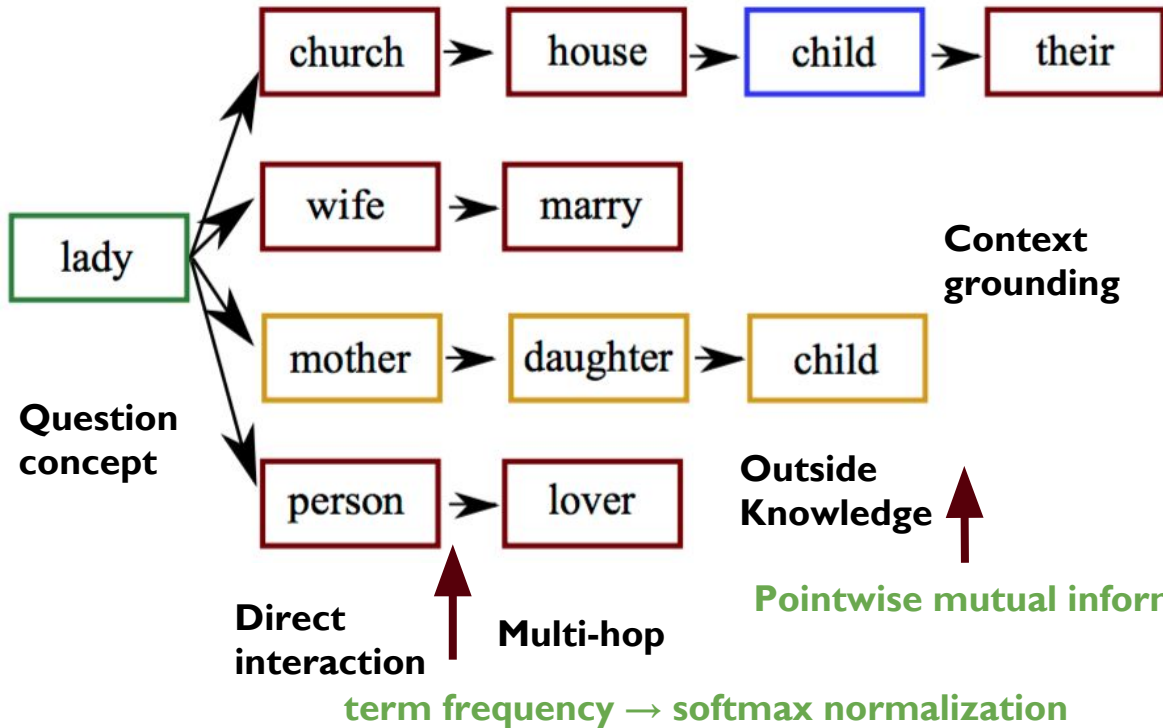 church house child their
wife marry
lady
Context
grounding
mother daughter child
Question
concept
person lover
Outside
Knowledge
Pointwise mutual
Direct
interaction
Multi-hop
term frequency → softmax normalization